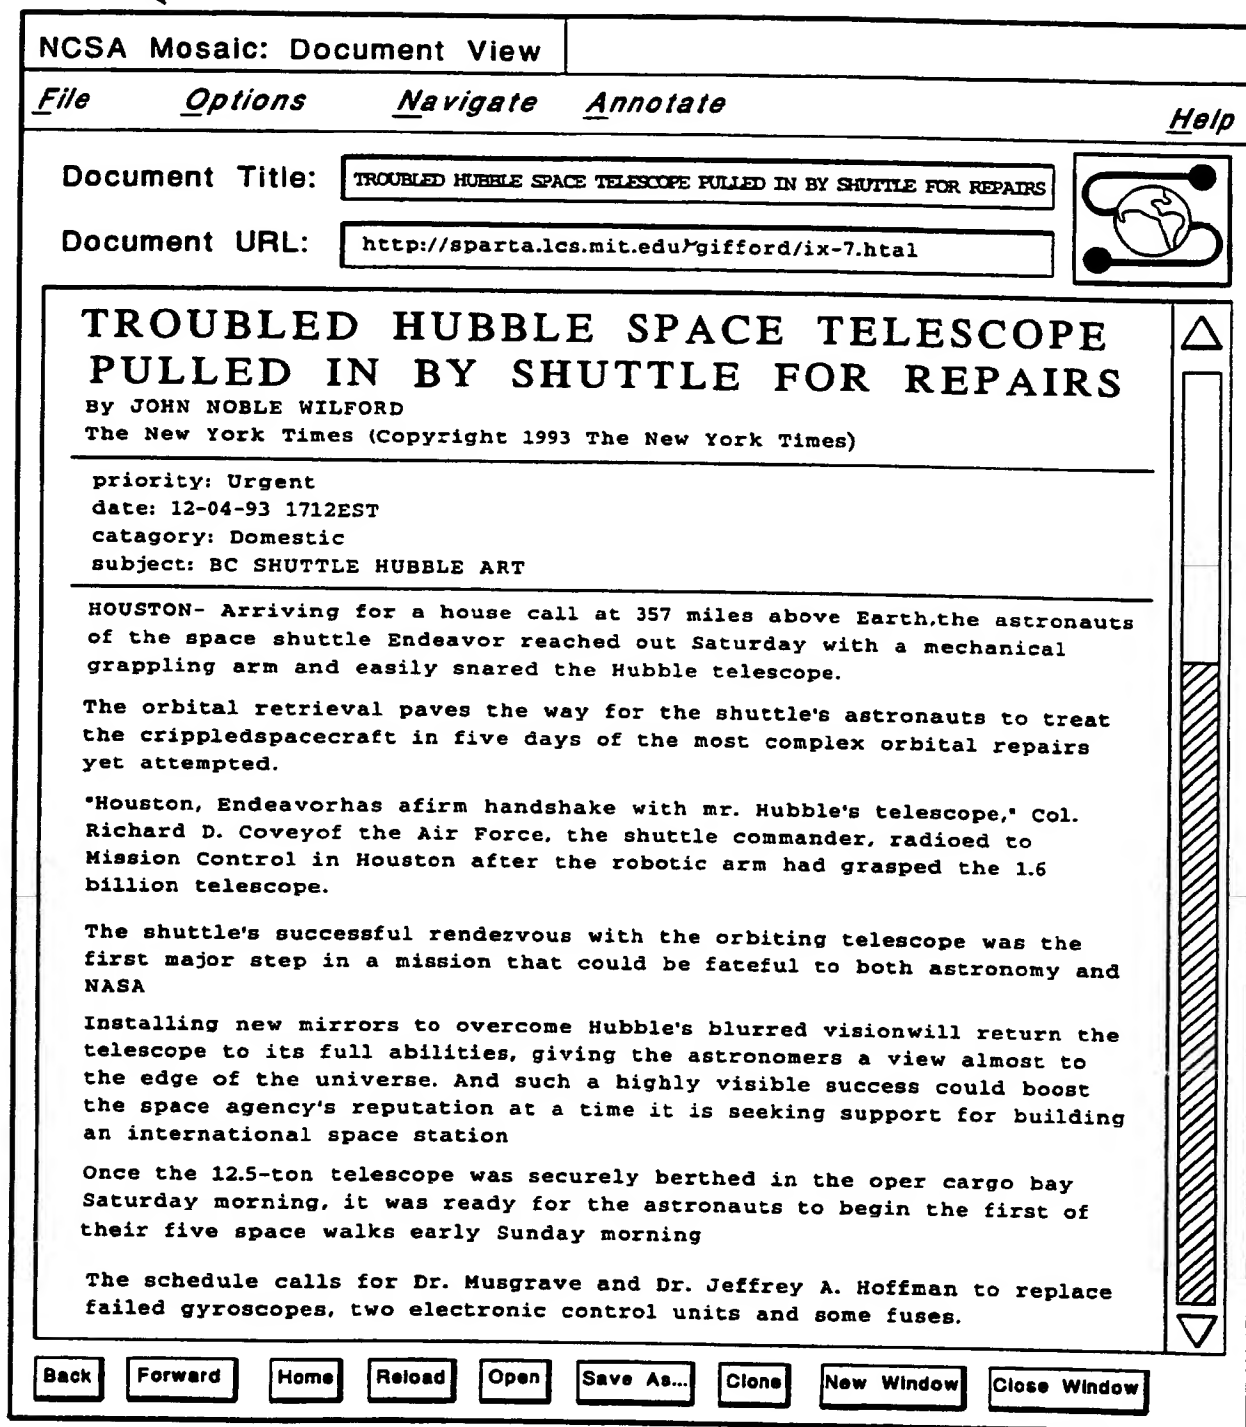 NCSA Mosaic: Document View
File Options Navigate Annotate Help
Document Title: TROUBLED HUBBLE SPACE TELESCOPE PULLED IN BY SHUTTLE FOR REPAIRS
Document URL: http://sparta.lcs.mit.edu/gifford/ix-7.htal
TROUBLED HUBBLE SPACE TELESCOPE
PULLED IN BY SHUTTLE FOR REPAIRS
By JOHN NOBLE WILFORD
The New York Times (Copyright 1993 The New York Times)
priority: Urgent
date: 12-04-93 1712EST
catagory: Domestic
subject: BC SHUTTLE HUBBLE ART
HOUSTON- Arriving for a house call at 357 miles above Earth,the astronauts
of the space shuttle Endeavor reached out Saturday with a mechanical
grappling arm and easily snared the Hubble telescope.
The orbital retrieval paves the way for the shuttle's astronauts to treat
the crippledspacecraft in five days of the most complex orbital repairs
yet attempted.
"Houston, Endeavorhas afirm handshake with mr. Hubble's telescope," Col.
Richard D. Coveyof the Air Force, the shuttle commander, radioed to
Mission Control in Houston after the robotic arm had grasped the 1.6
billion telescope.
The shuttle's successful rendezvous with the orbiting telescope was the
first major step in a mission that could be fateful to both astronomy and
NASA
Installing new mirrors to overcome Hubble's blurred visionwill return the
telescope to its full abilities, giving the astronomers a view almost to
the edge of the universe. And such a highly visible success could boost
the space agency's reputation at a time it is seeking support for building
an international space station
Once the 12.5-ton telescope was securely berthed in the oper cargo bay
Saturday morning, it was ready for the astronauts to begin the first of
their five space walks early Sunday morning
The schedule calls for Dr. Musgrave and Dr. Jeffrey A. Hoffman to replace
failed gyroscopes, two electronic control units and some fuses.
Back Forward Home Reload Open Save As... Clone New Window Close Window